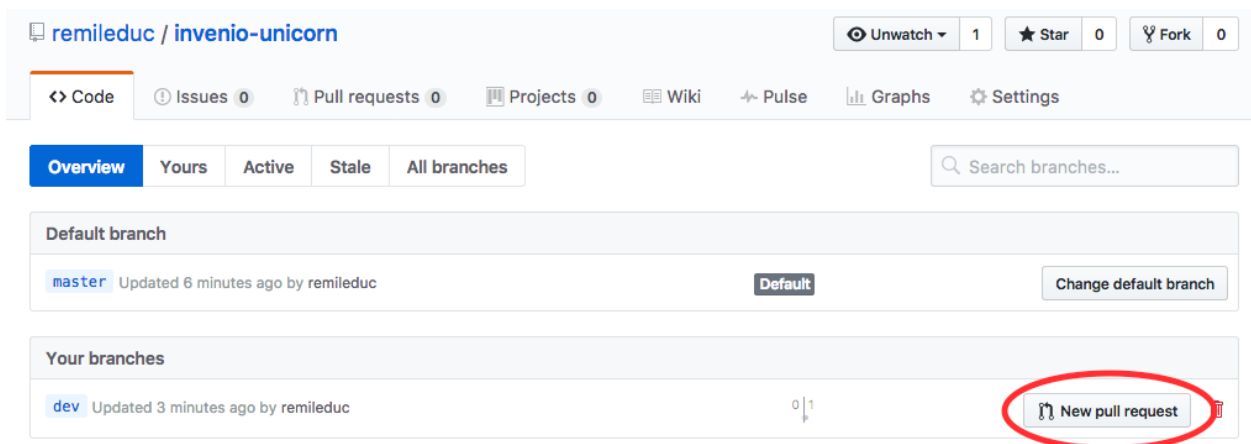 remileduc / invenio-unicorn Unwatch 1 Star 0 Fork 0
Code Issues 0 Pull requests 0 Projects 0 Wiki Pulse Graphs Settings
Overview Yours Active Stale All branches Search branches...
Default branch
master Updated 6 minutes ago by remileduc Default Change default branch
Your branches
dev Updated 3 minutes ago by remileduc 0 1 New pull request